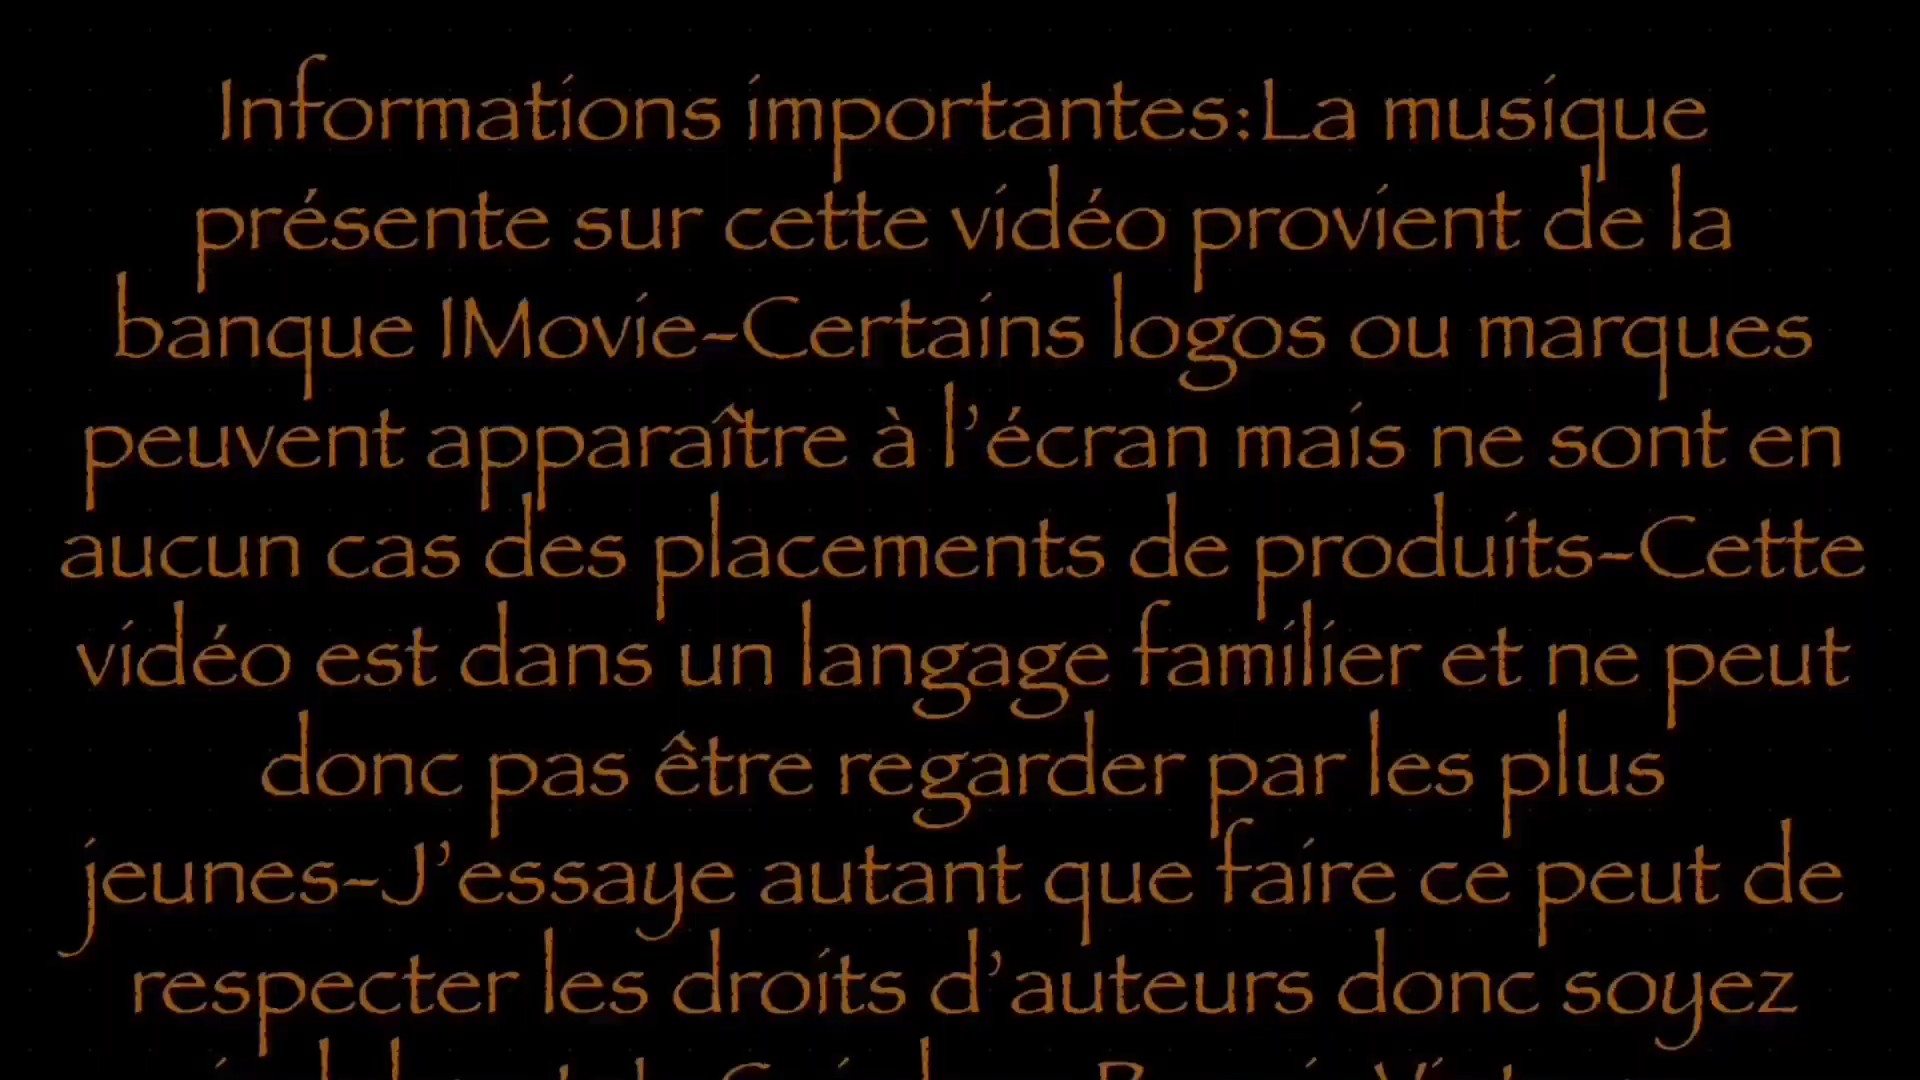 Informations importantes:La musique
présente sur cette vidéo provient de la
banque IMovie-Certains logos ou marques
peuvent apparaître à l'écran mais ne sont en
aucun cas des placements de produits-Cette
vidéo est dans un langage familier et ne peut
donc pas être regarder par les plus
jeunes-J'essaye autant que faire ce peut de
respecter les droits d'auteurs donc soyez